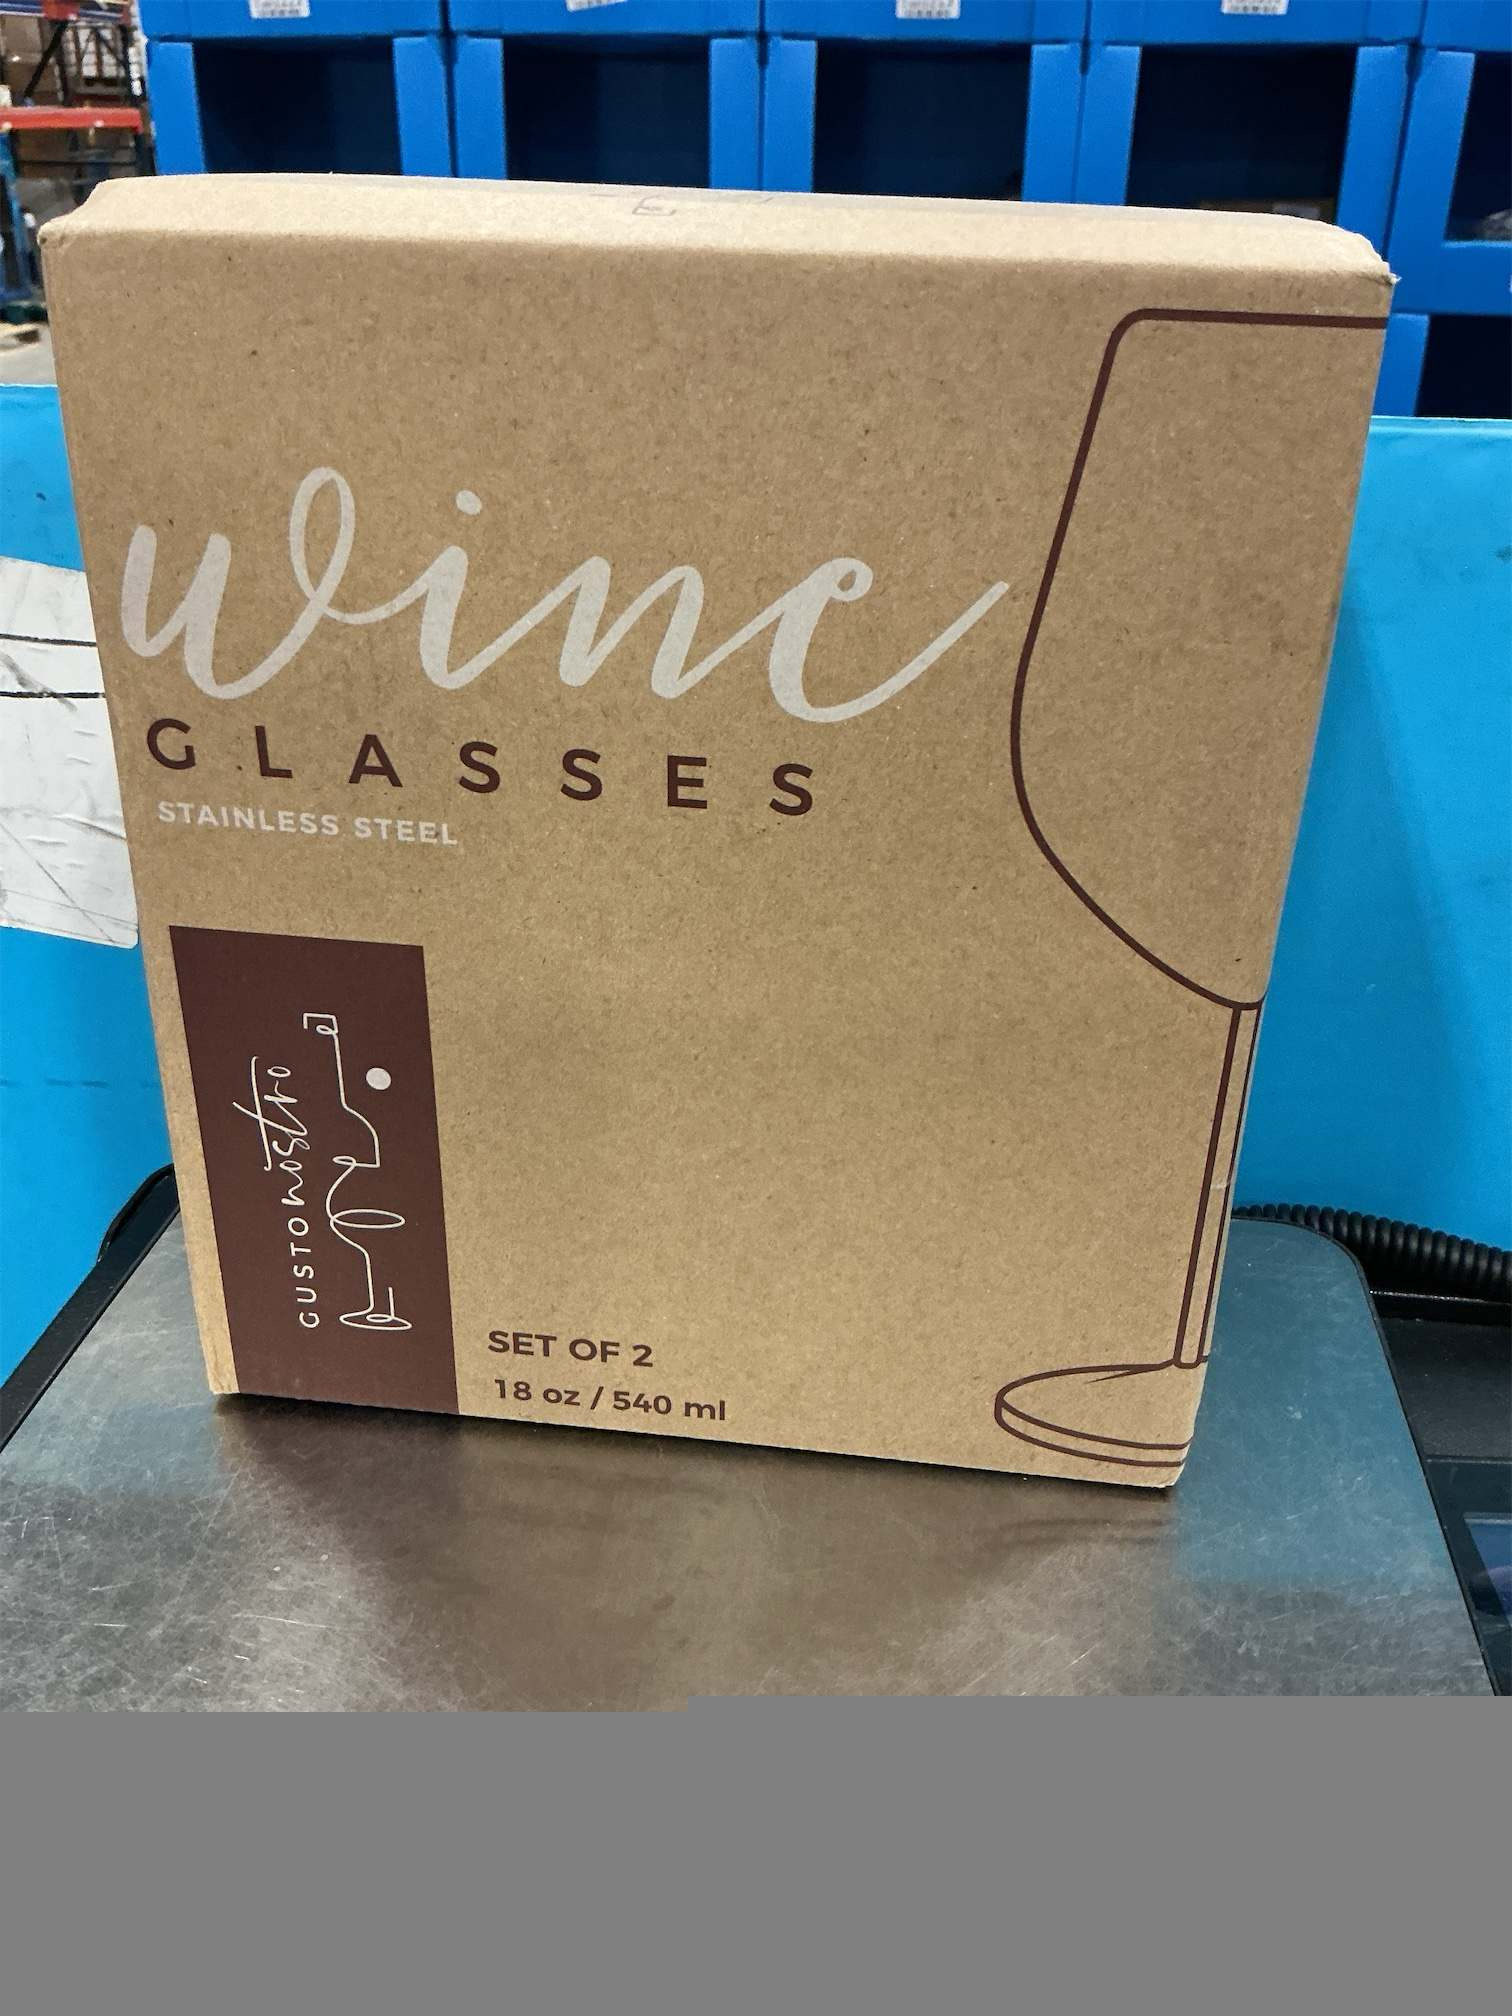 wine
GLASSES
STAINLESS STEEL
GUSTOnostro
SET OF 2
18 oz / 540 ml